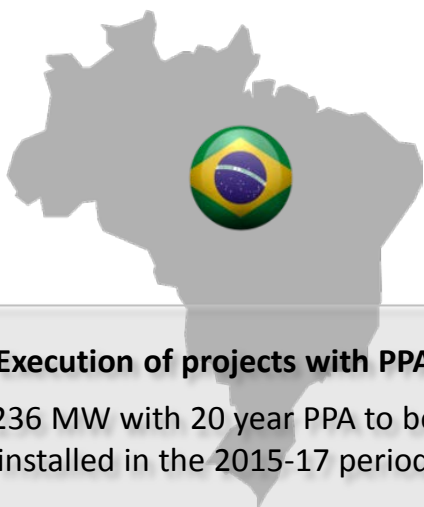 Execution of projects with PPA
236 MW with 20 year PPA to be
installed in the 2015-17 period